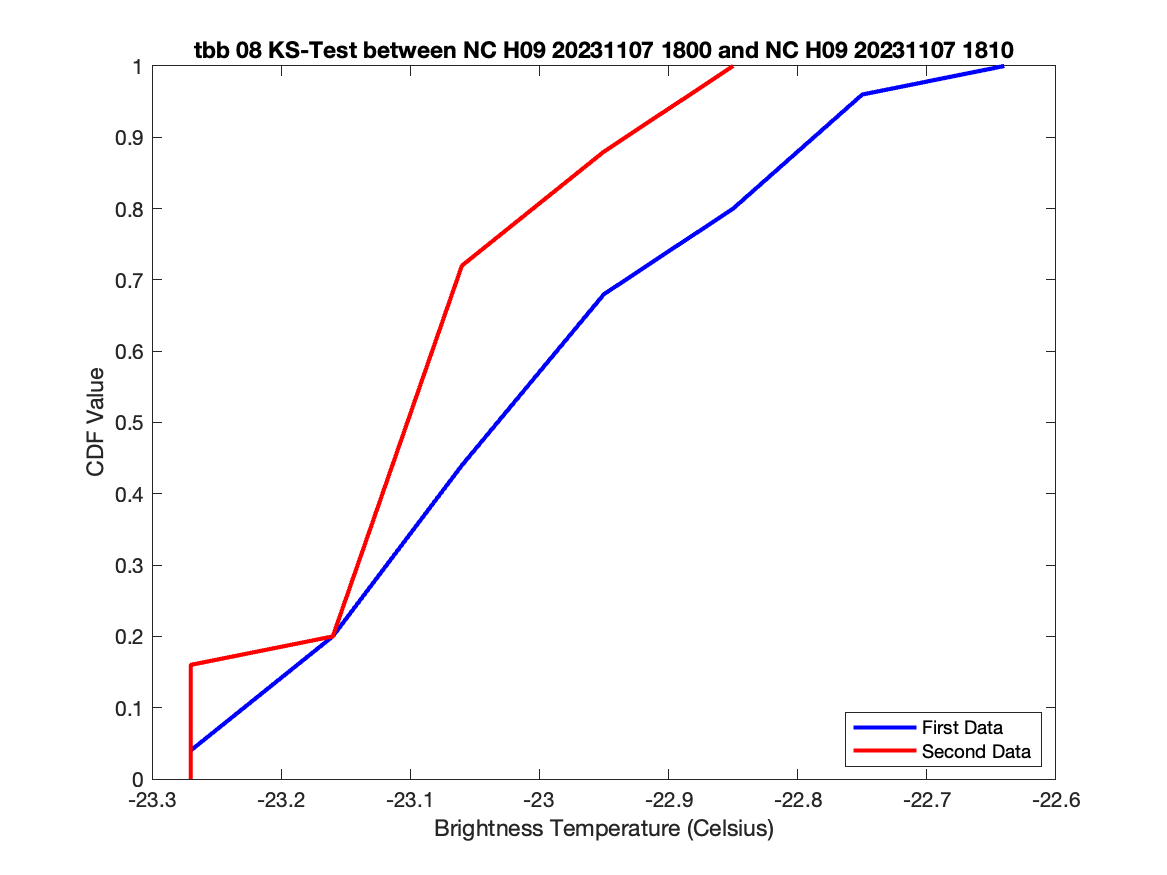 tbb 08 KS-Test between NC H09 20231107 1800 and NC H09 20231107 1810
1
0.9
0.8
0.7
0.6
0.5
0.4
0.3
0.2
0.1
0
CDF Value
First Data
Second Data
-23.3 -23.2 -23.1 -23 -22.9 -22.8 -22.7 -22.6
Brightness Temperature (Celsius)